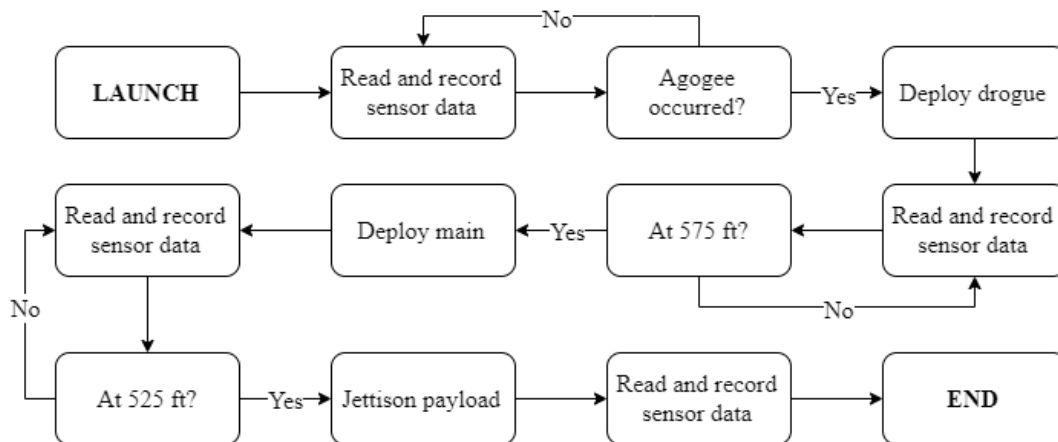 No
LAUNCH
Read and record
sensor data
Agogee
occurred?
Yes
Deploy drogue
Read and record
sensor data
At 575 ft?
No
Yes
Deploy main
Read and record
sensor data
No
At 525 ft?
Yes
Jettison payload
Read and record
sensor data
END